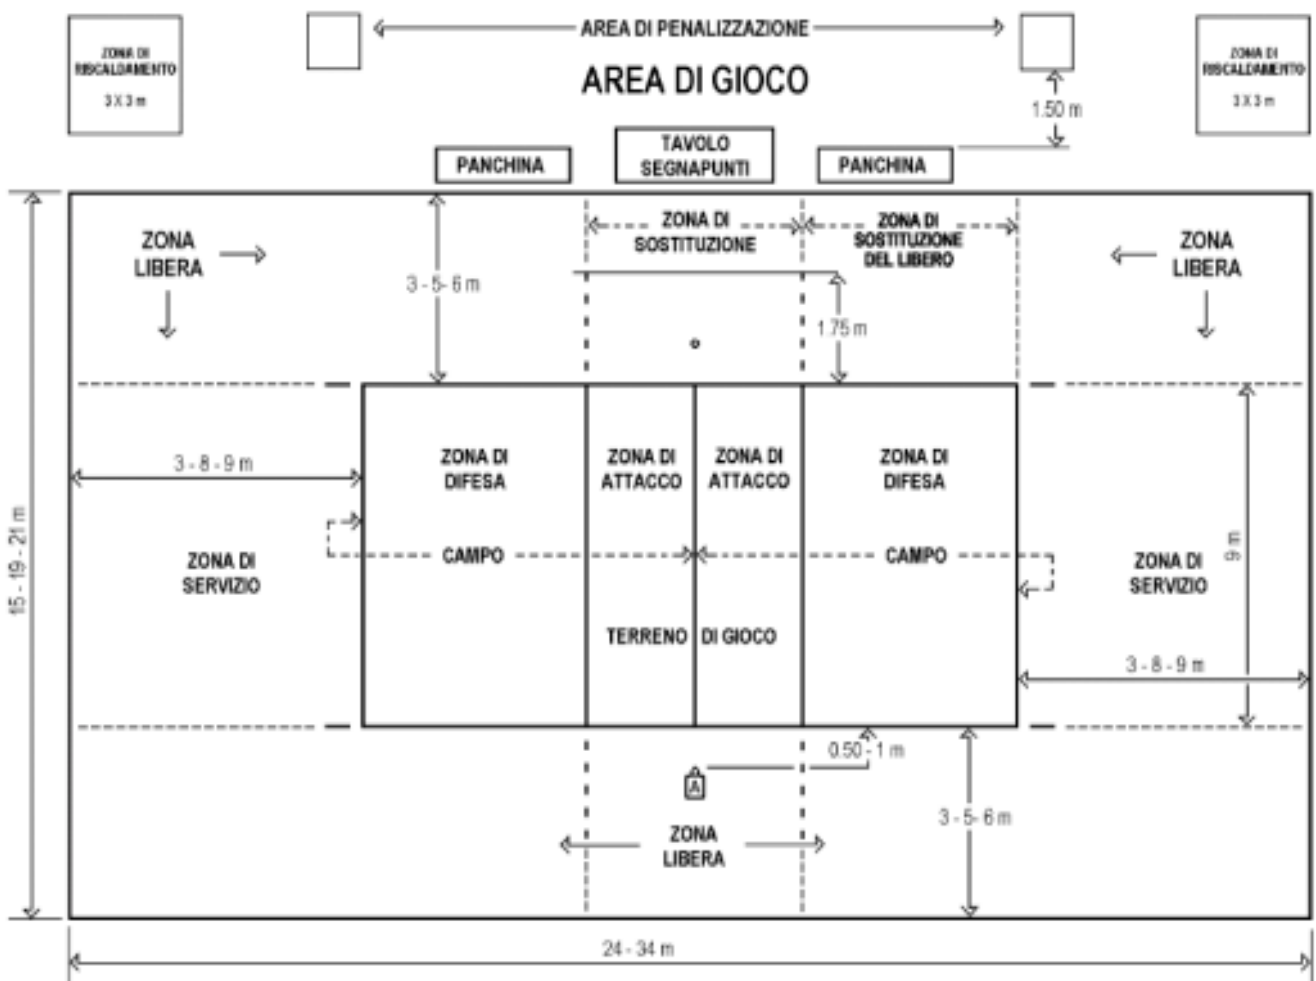 AREA DI PENALIZZAZIONE
ZONA DI
RISCALDAMENTO
3 X 3 m
ZONA DI
RISCALDAMENTO
3 X 3 m
AREA DI GIOCO
1.50 m
PANCHINA
TAVOLO
SEGNAPUNTI
PANCHINA
ZONA
LIBERA
ZONA DI
SOSTITUZIONE
ZONA DI
SOSTITUZIONE
DEL LIBERO
ZONA
LIBERA
3 - 5 - 6 m
1.75 m
ZONA DI
DIFESA
ZONA DI
ATTACCO
ZONA DI
ATTACCO
ZONA DI
DIFESA
3 - 8 - 9 m
15 - 19 - 21 m
ZONA DI
SERVIZIO
CAMPO
CAMPO
9 m
ZONA DI
SERVIZIO
TERRENO DI GIOCO
3 - 8 - 9 m
0.50 - 1 m
A
3 - 5 - 6 m
ZONA
LIBERA
24 - 34 m